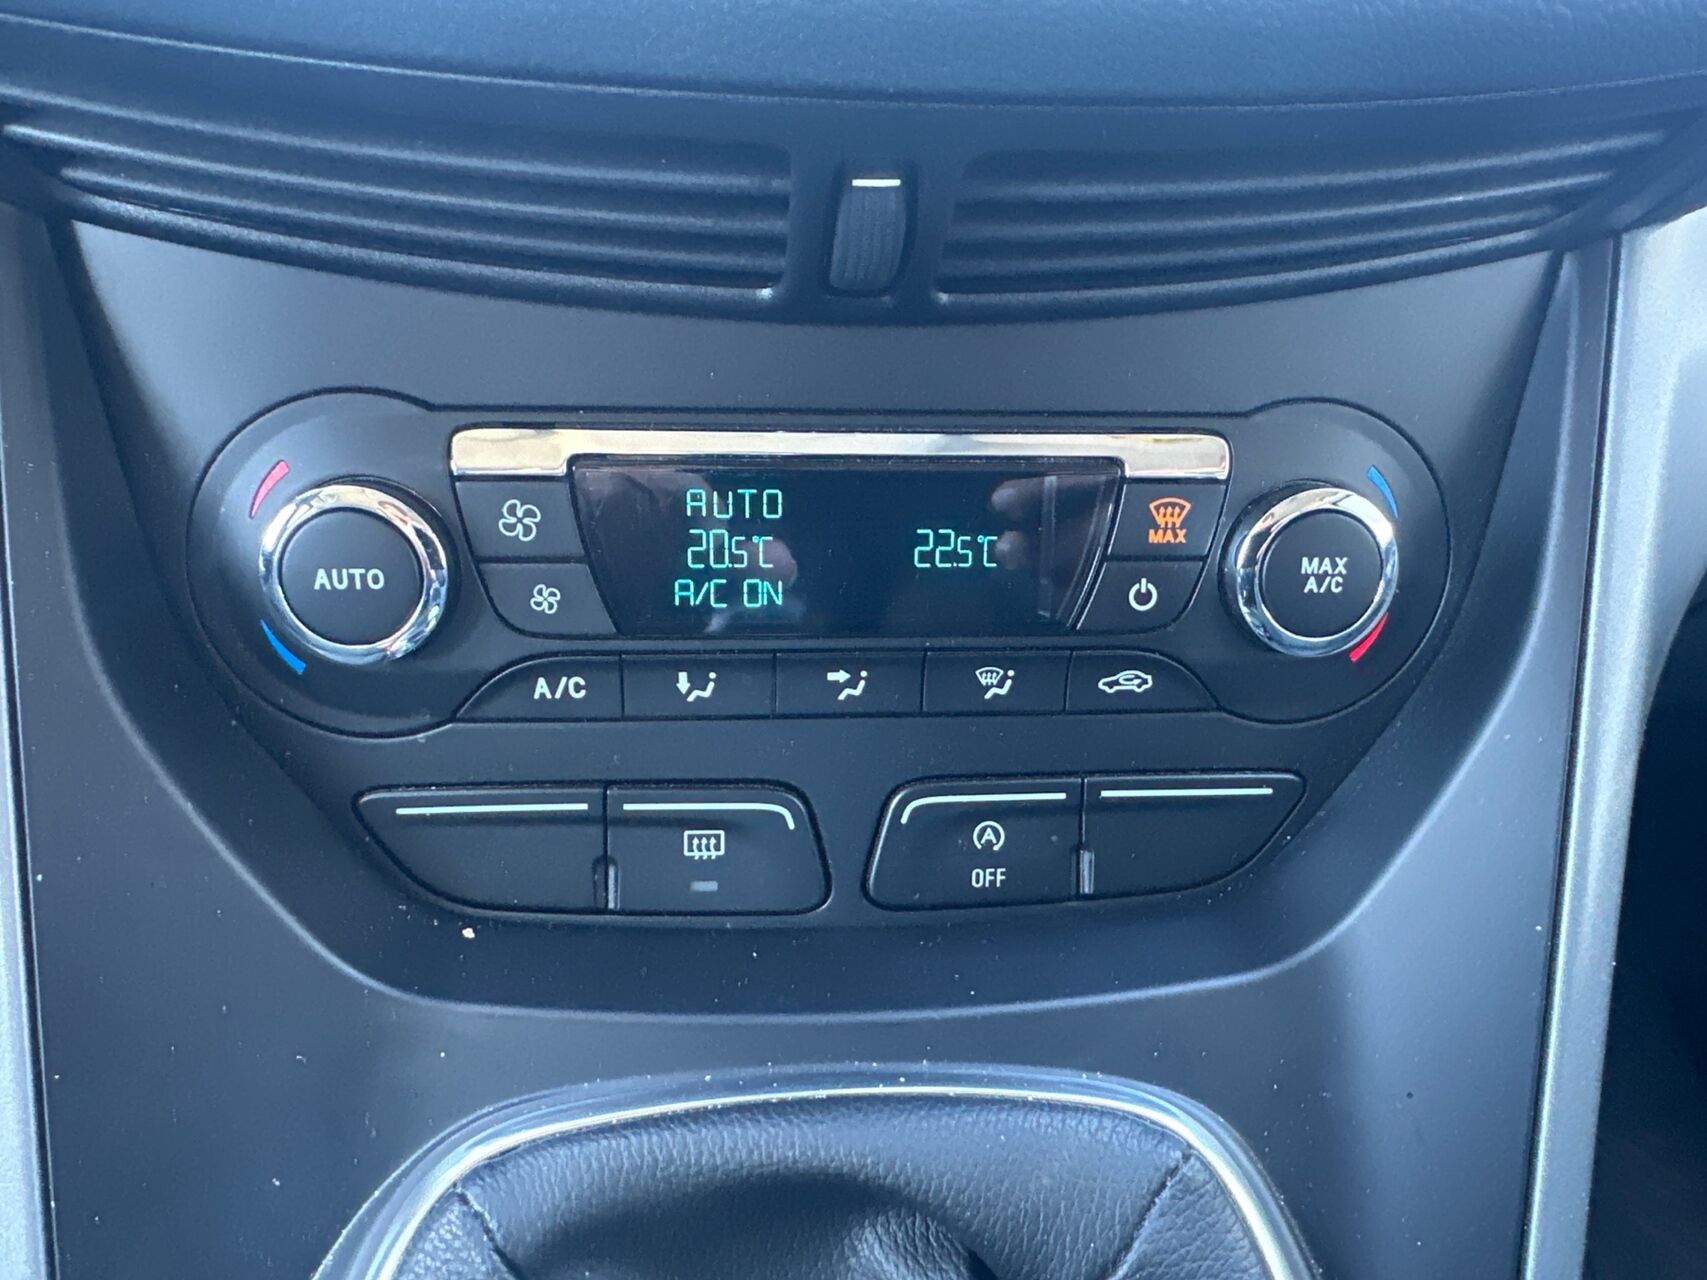 AUTO
20.5°C
A/C ON
22.5°C
MAX
AUTO
MAX
A/C
A/C
A
OFF